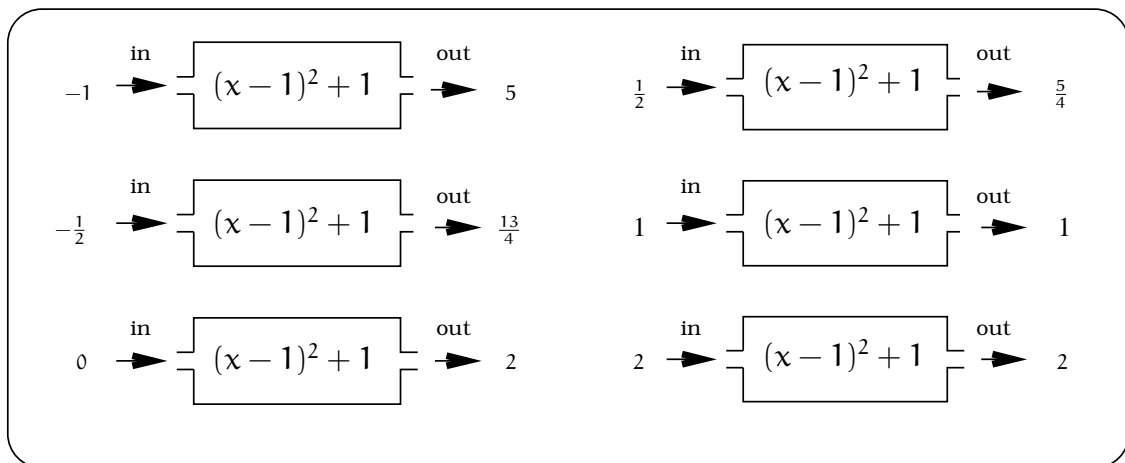 in out
−1 (x − 1)² + 1 5
in out
1/2 (x − 1)² + 1 5/4
in out
−1/2 (x − 1)² + 1 13/4
in out
1 (x − 1)² + 1 1
in out
0 (x − 1)² + 1 2
in out
2 (x − 1)² + 1 2